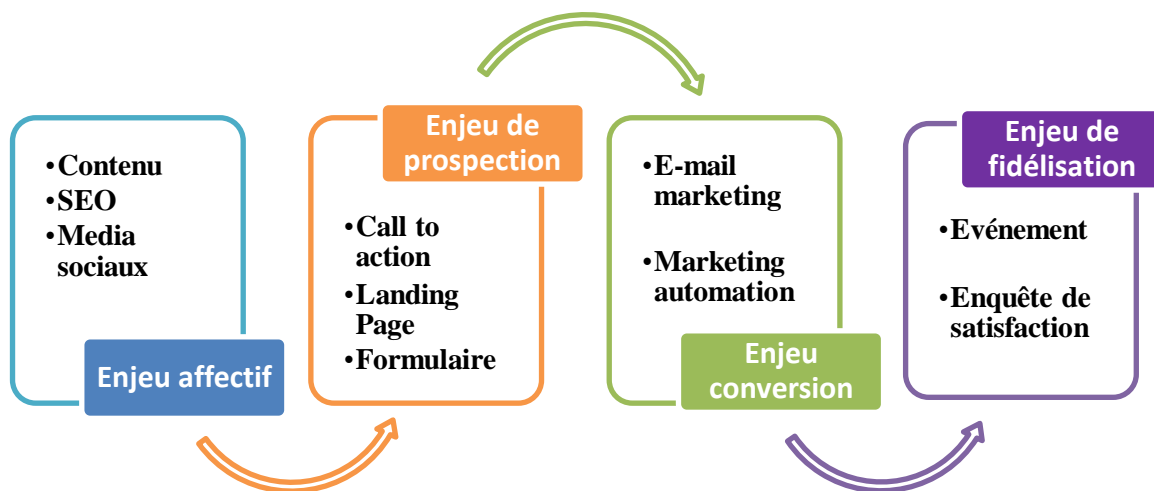 •Contenu
•SEO
•Media
sociaux
Enjeu affectif
Enjeu de
prospection
•Call to
action
•Landing
Page
•Formulaire
•E-mail
marketing
•Marketing
automation
Enjeu
conversion
Enjeu de
fidélisation
•Evénement
•Enquête de
satisfaction